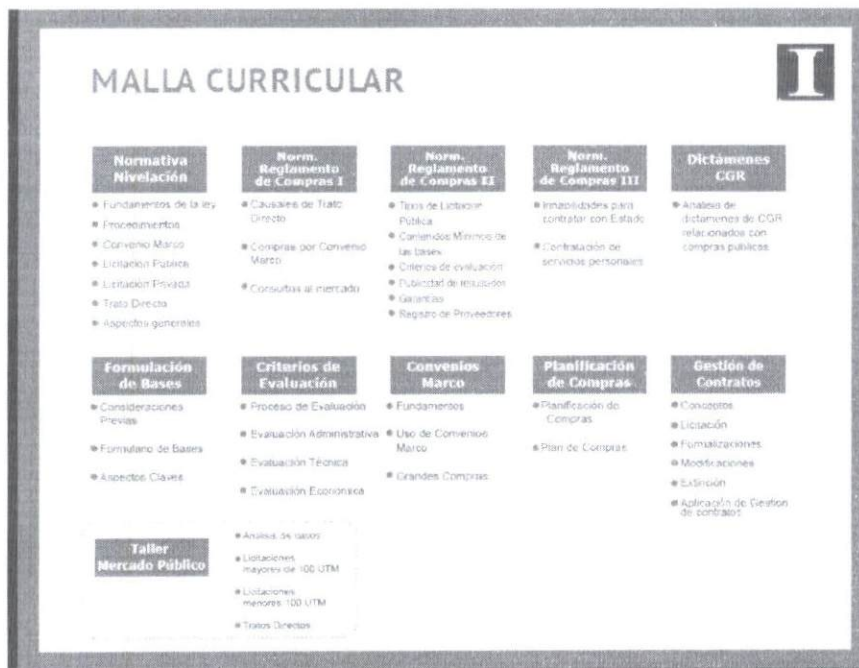 MALLA CURRICULAR
I
Normativa
Nivelación
Fundamentos de la ley
Procedimientos
Convenio Marco
Licitación Pública
Licitación Privada
Trato Directo
Aspectos generales
Norm.
Reglamento
de Compras I
Causales de Trato
Directo
Compras por Convenio
Marco
Consultas al mercado
Norm.
Reglamento
de Compras II
Tipos de Licitación
Pública
Contenidos Mínimos de
las bases
Criterios de evaluación
Publicidad de resultados
Garantías
Registro de Proveedores
Norm.
Reglamento
de Compras III
Inhabilidades para
contratar con Estado
Contratación de
servicios personales
Dictámenes
CGR
Análisis de
dictámenes de CGR
relacionados con
compras públicas
Formulación
de Bases
Consideraciones
Previas
Formulario de Bases
Aspectos Claves
Criterios de
Evaluación
Proceso de Evaluación
Evaluación Administrativa
Evaluación Técnica
Evaluación Económica
Convenios
Marco
Fundamentos
Uso de Convenios
Marco
Grandes Compras
Planificación
de Compras
Planificación de
Compras
Plan de Compras
Gestión de
Contratos
Conceptos
Licitación
Formalizaciones
Modificaciones
Extinción
Aplicación de Gestión
de contratos
Taller
Mercado Público
Análisis de casos
Licitaciones
mayores de 100 UTM
Licitaciones
menores 100 UTM
Tratos Directos